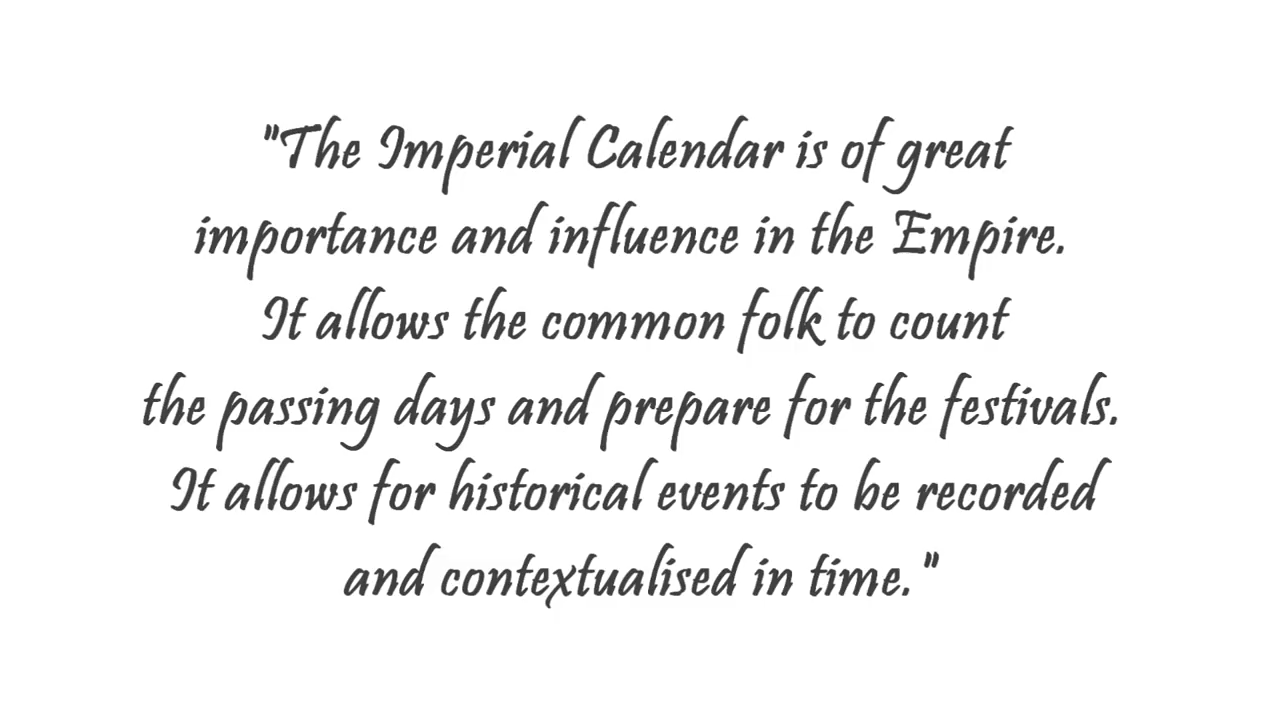 "The Imperial Calendar is of great
importance and influence in the Empire.
It allows the common folk to count
the passing days and prepare for the festivals.
It allows for historical events to be recorded
and contextualised in time."